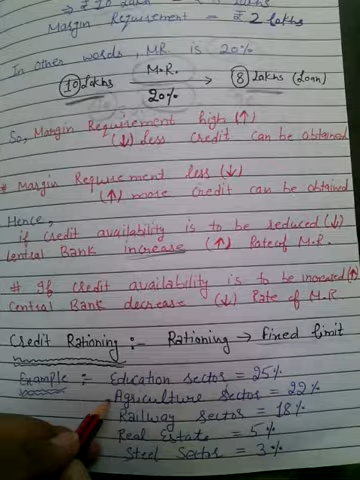 Margin Requirement = ₹ 2 lakhs
In other words, MR is 20%
10 lakhs M.R. 20% → 8 lakhs (Loan)
So, Margin Requirement high (↑)
(↓) Less credit can be obtained
# Margin Requirement less (↓)
(↑) more credit can be obtained
Hence,
if credit availability is to be reduced (↓)
Central Bank increase (↑) Rate of M.R.
# If credit availability is to be increased (↑)
Central Bank decrease (↓) Rate of M.R.
Credit Rationing :- Rationing → Fixed limit
Example :- Education sector = 25%
Agriculture sector = 22%
Railway sector = 18%
Real Estate = 5%
Steel Sector = 3%